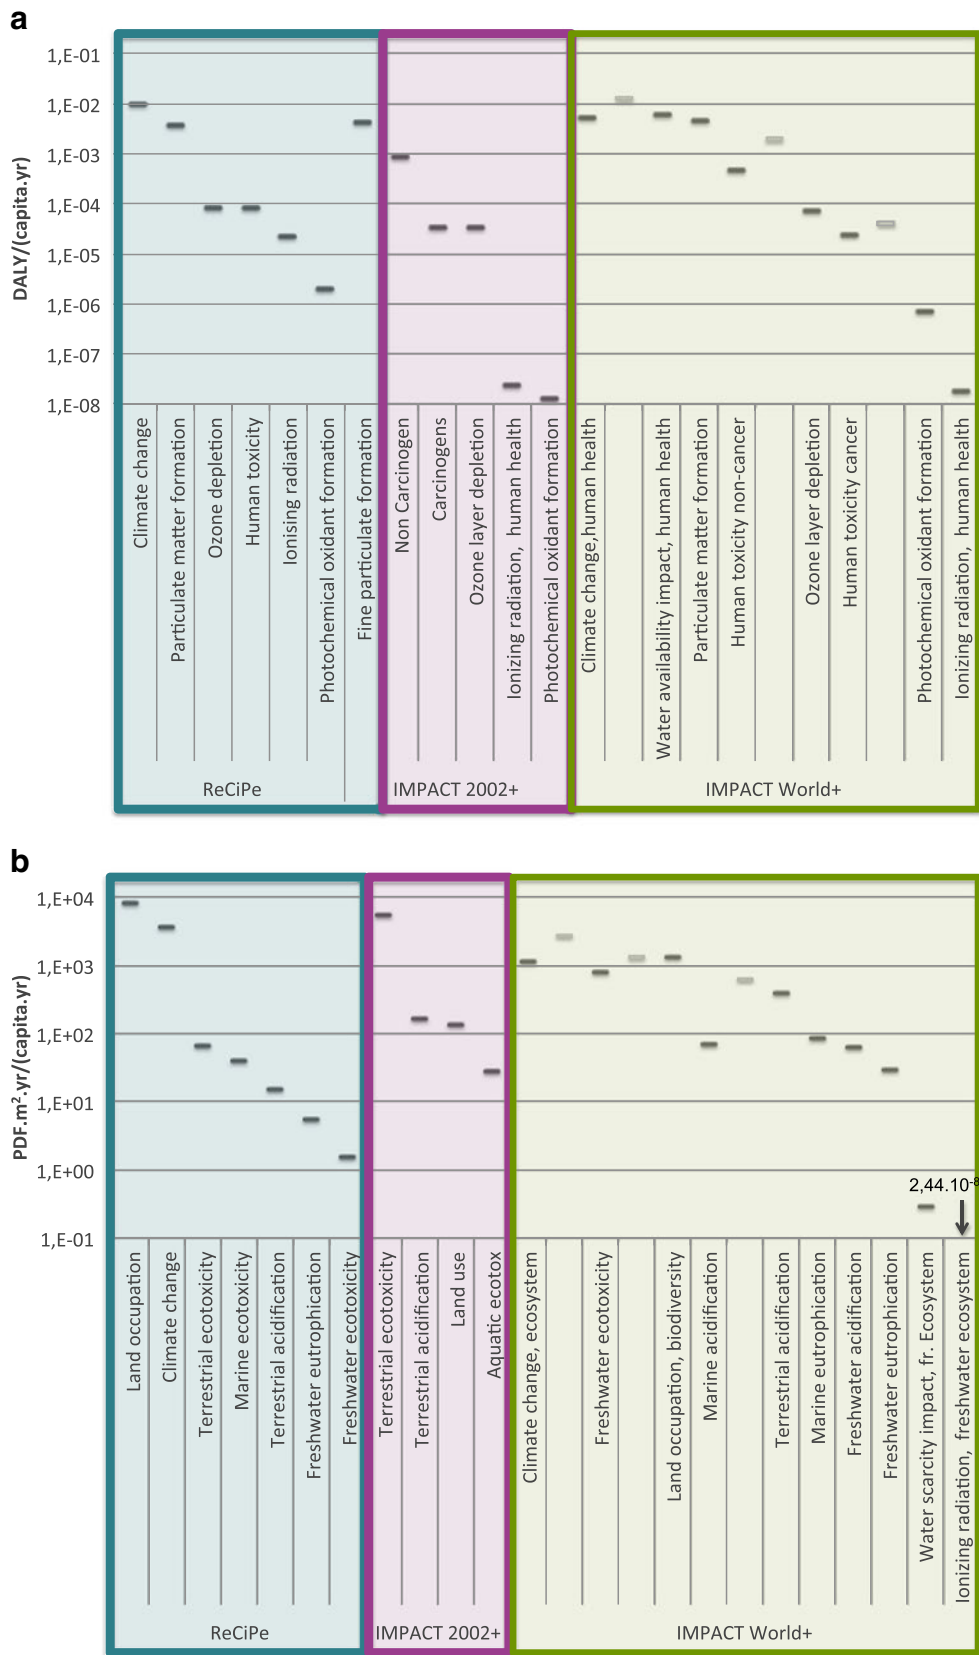 a
1,E-01
1,E-02
1,E-03
1,E-04
1,E-05
1,E-06
1,E-07
1,E-08
DALY/(capita.yr)
Climate change
Particulate matter formation
Ozone depletion
Human toxicity
Ionising radiation
Photochemical oxidant formation
Fine particulate formation
Non Carcinogen
Carcinogens
Ozone layer depletion
Ionizing radiation, human health
Photochemical oxidant formation
Climate change,human health
Water availability impact, human health
Particulate matter formation
Human toxicity non-cancer
Ozone layer depletion
Human toxicity cancer
Photochemical oxidant formation
Ionizing radiation, human health
ReCiPe
IMPACT 2002+
IMPACT World+
b
1,E+04
1,E+03
1,E+02
1,E+01
1,E+00
1,E-01
PDF.m².yr/(capita.yr)
2,44.10⁻⁸
Land occupation
Climate change
Terrestrial ecotoxicity
Marine ecotoxicity
Terrestrial acidification
Freshwater eutrophication
Freshwater ecotoxicity
Terrestrial ecotoxicity
Terrestrial acidification
Land use
Aquatic ecotox
Climate change, ecosystem
Freshwater ecotoxicity
Land occupation, biodiversity
Marine acidification
Terrestrial acidification
Marine eutrophication
Freshwater acidification
Freshwater eutrophication
Water scarcity impact, fr. Ecosystem
Ionizing radiation, freshwater ecosystem
ReCiPe
IMPACT 2002+
IMPACT World+